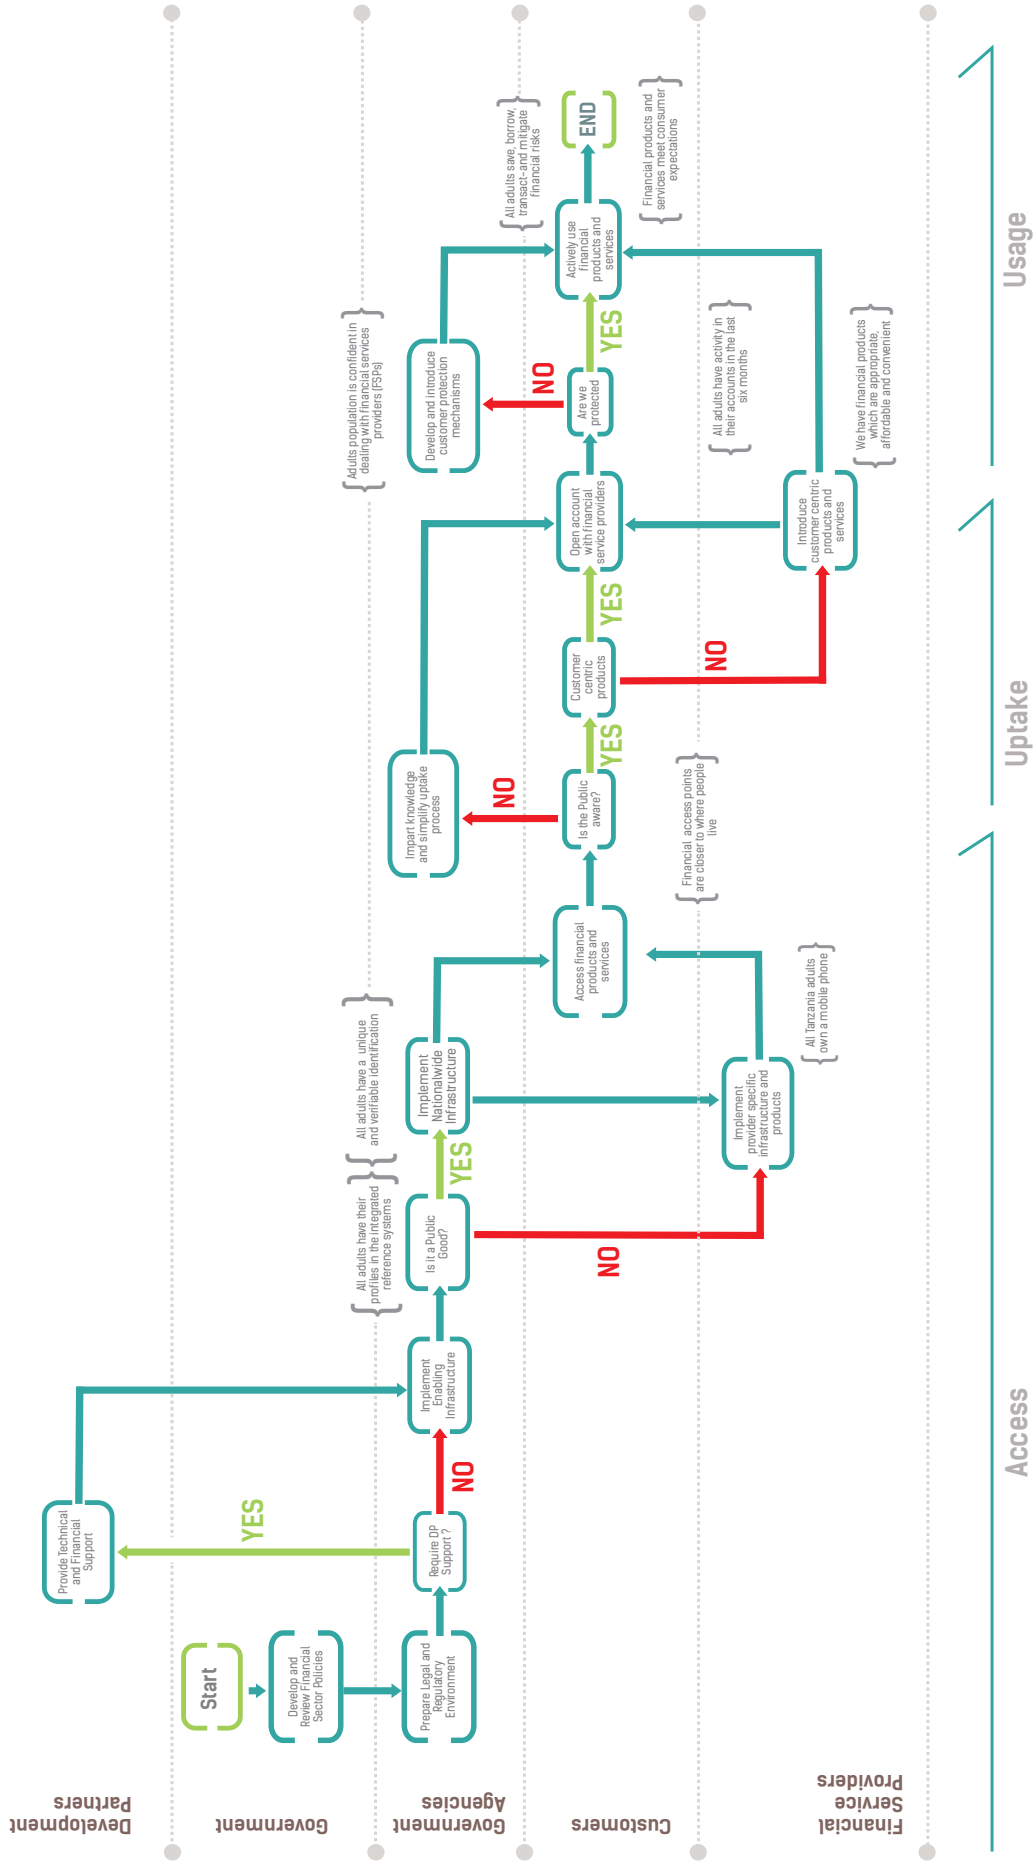 Development
Partners
Government
Government
Agencies
Customers
Financial
Service
Providers
Start
Develop and
Review Financial
Sector Policies
Prepare Legal and
Regulatory
Environment
Require DP
Support ?
YES
Provide Technical
and Financial
Support
NO
Implement
Enabling
Infrastructure
Is it a Public
Good?
All adults have their
profiles in the integrated
reference systems
YES
NO
Implement
Nationalwide
Infrastructure
All adults have a unique
and verifiable identification
Implement
provider specific
infrastructure and
products
All Tanzania adults
own a mobile phone
Access financial
products and
services
Financial access points
are closer to where people
live
Is the Public
aware?
NO
Impart knowledge
and simplify uptake
process
YES
Customer
centric
products
YES
NO
Introduce
customer centric
products and
services
We have financial products
which are appropriate,
affordable and convenient
Open account
with financial
service providers
All adults have activity in
their accounts in the last
six months
Are we
protected
NO
Develop and introduce
customer protection
mechanisms
Adults population is confident in
dealing with financial services
providers (FSPs)
YES
Actively use
financial
products and
services
All adults save, borrow,
transact-and mitigate
financial risks
Financial products and
services meet consumer
expectations
END
Access
Uptake
Usage